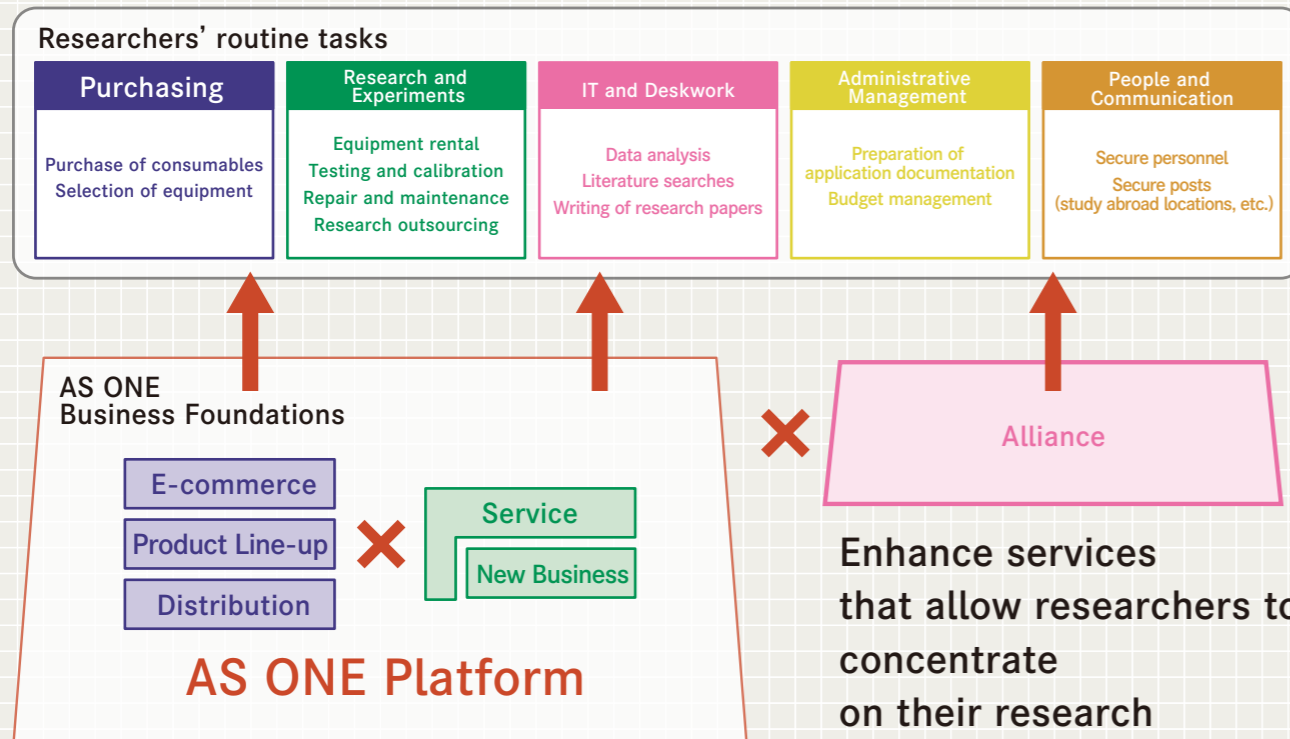 Researchers’ routine tasks
Purchasing
Purchase of consumables
Selection of equipment
Research and
Experiments
Equipment rental
Testing and calibration
Repair and maintenance
Research outsourcing
IT and Deskwork
Data analysis
Literature searches
Writing of research papers
Administrative
Management
Preparation of
application documentation
Budget management
People and
Communication
Secure personnel
Secure posts
(study abroad locations, etc.)
AS ONE
Business Foundations
E-commerce
Product Line-up
Distribution
Service
New Business
AS ONE Platform
Alliance
Enhance services
that allow researchers to
concentrate
on their research